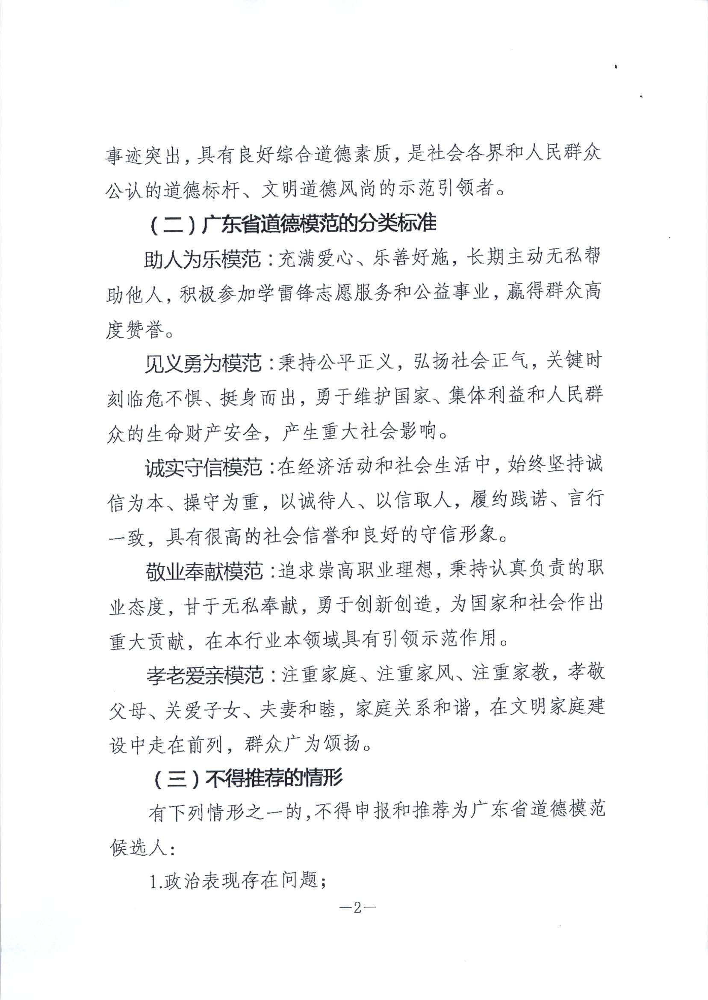 事迹突出，具有良好综合道德素质，是社会各界和人民群众
公认的道德标杆、文明道德风尚的示范引领者。
（二）广东省道德模范的分类标准
助人为乐模范：充满爱心、乐善好施，长期主动无私帮
助他人，积极参加学雷锋志愿服务和公益事业，赢得群众高
度赞誉。
见义勇为模范：秉持公平正义，弘扬社会正气，关键时
刻临危不惧、挺身而出，勇于维护国家、集体利益和人民群
众的生命财产安全，产生重大社会影响。
诚实守信模范：在经济活动和社会生活中，始终坚持诚
信为本、操守为重，以诚待人、以信取人，履约践诺、言行
一致，具有很高的社会信誉和良好的守信形象。
敬业奉献模范：追求崇高职业理想，秉持认真负责的职
业态度，甘于无私奉献，勇于创新创造，为国家和社会作出
重大贡献，在本行业本领域具有引领示范作用。
孝老爱亲模范：注重家庭、注重家风、注重家教，孝敬
父母、关爱子女、夫妻和睦，家庭关系和谐，在文明家庭建
设中走在前列，群众广为颂扬。
（三）不得推荐的情形
有下列情形之一的，不得申报和推荐为广东省道德模范
候选人：
1.政治表现存在问题；
—2—